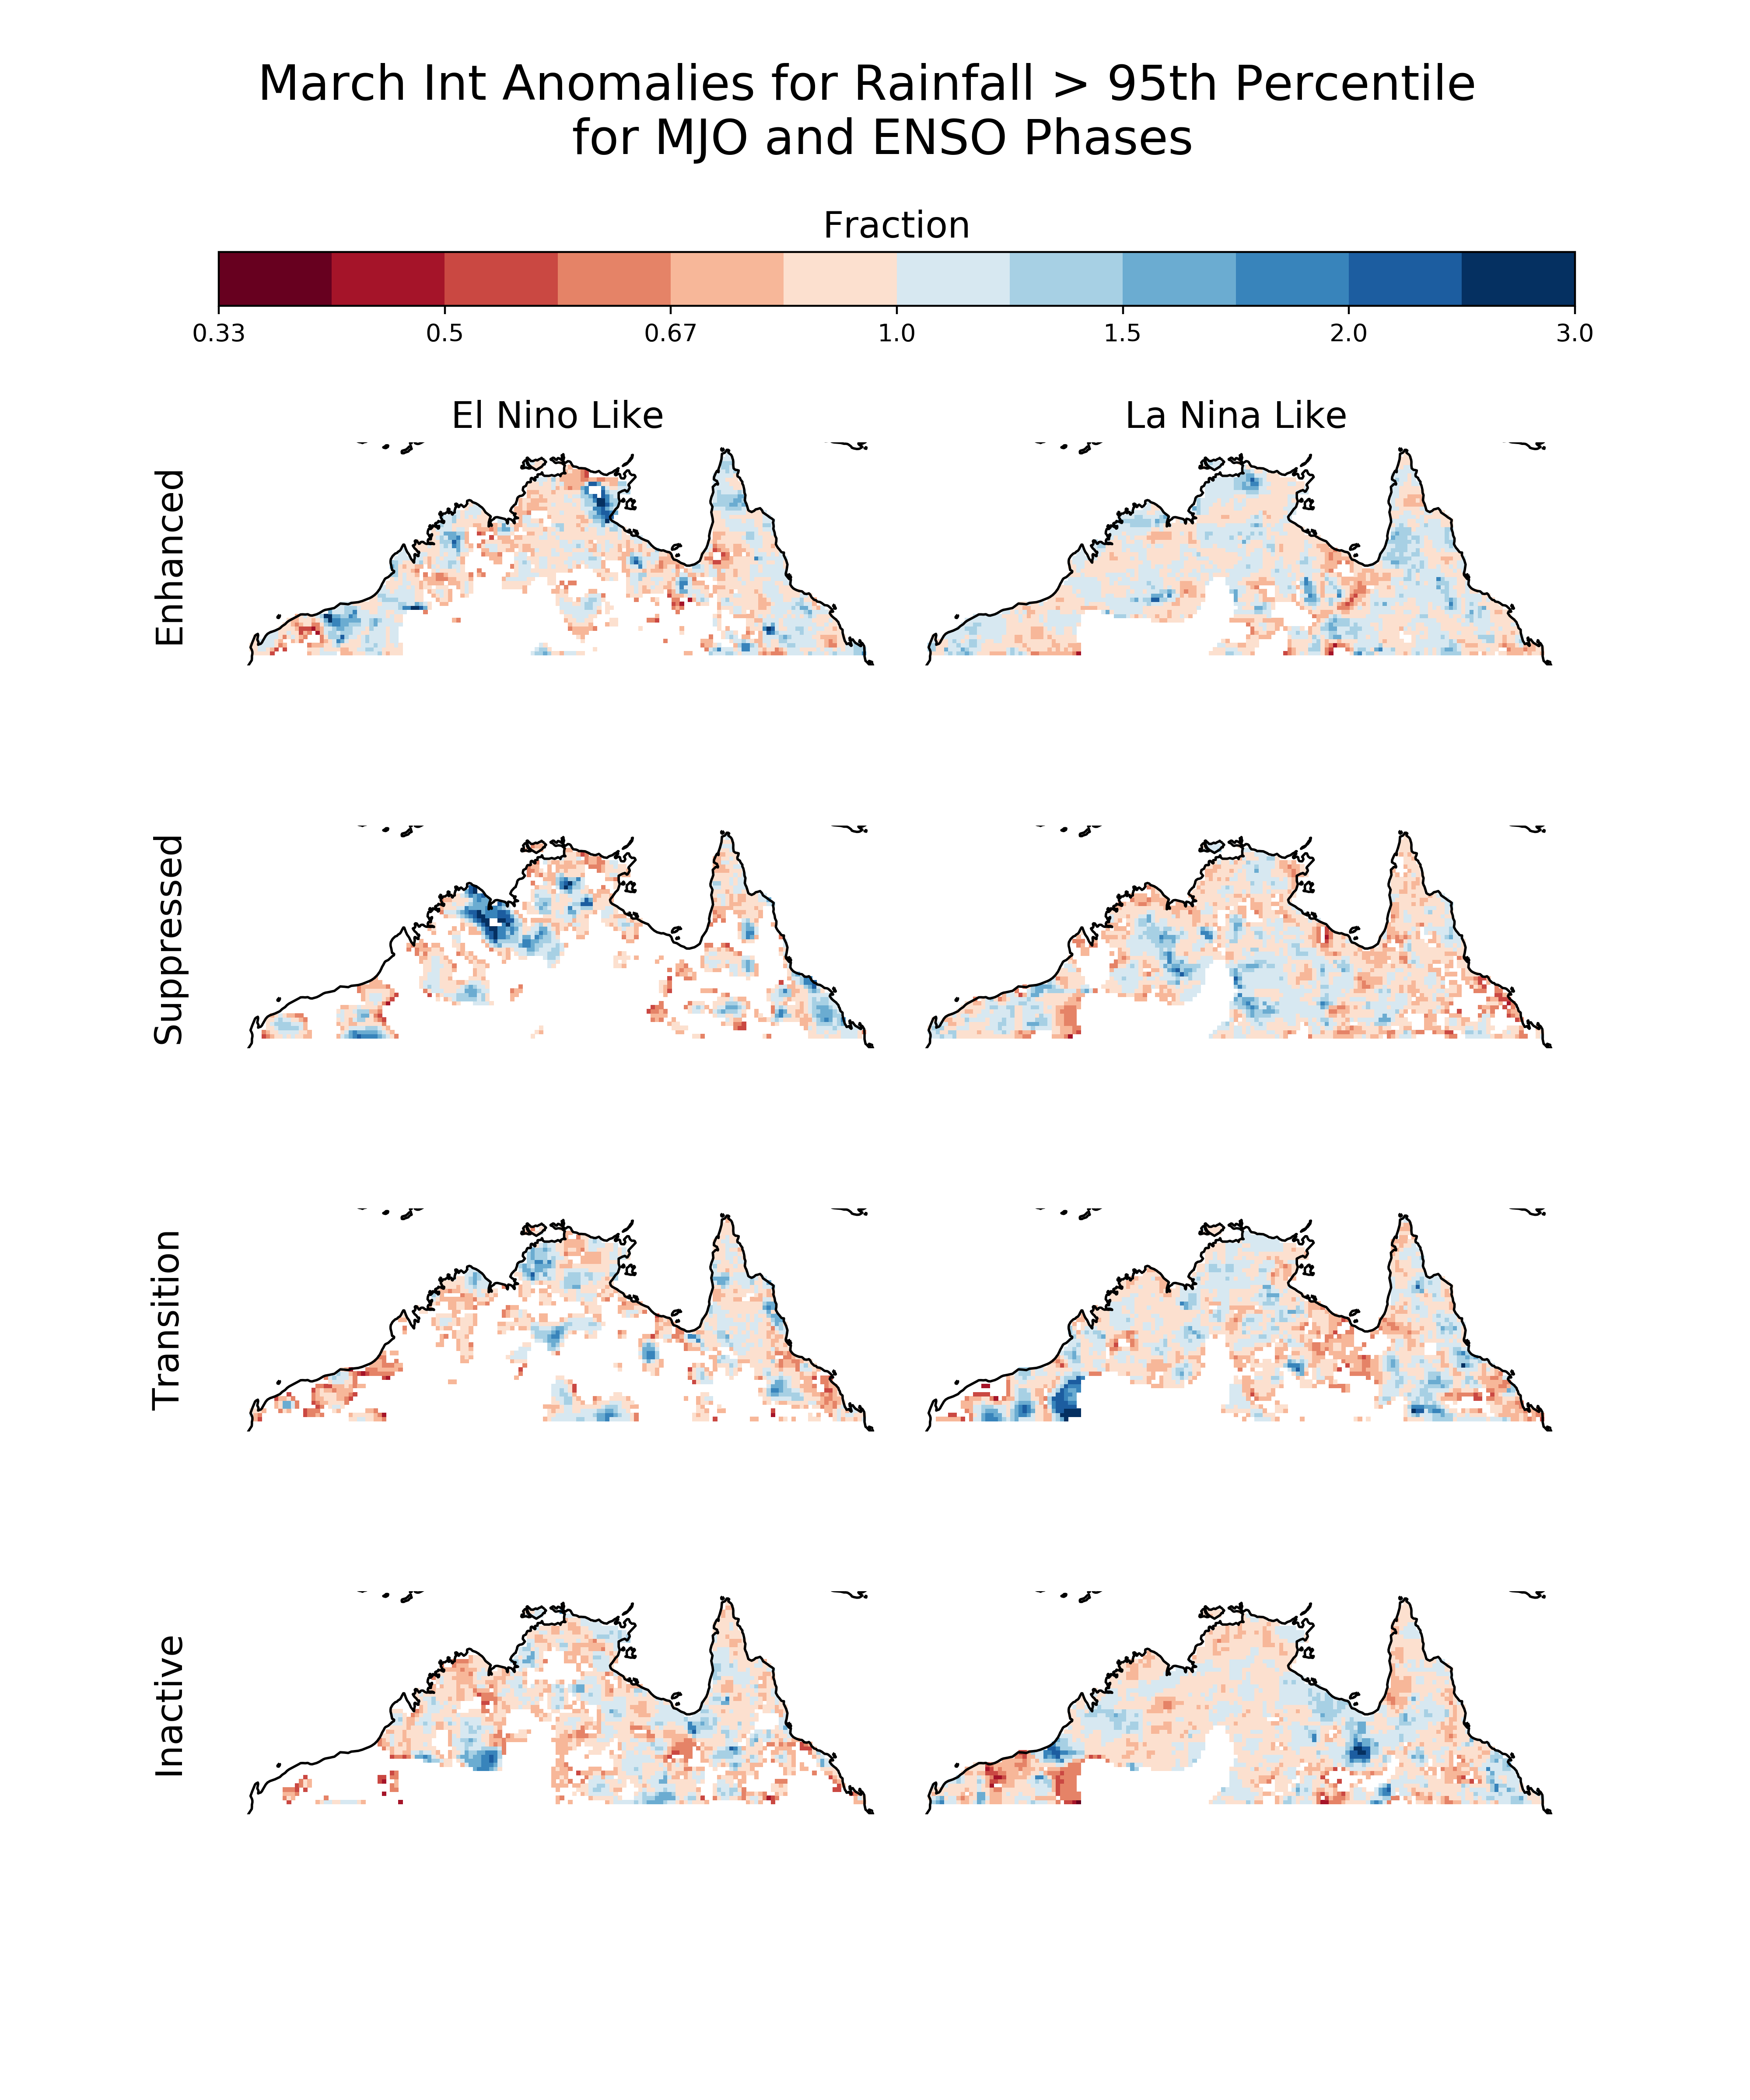 March Int Anomalies for Rainfall > 95th Percentile
for MJO and ENSO Phases
Fraction
0.33 0.5 0.67 1.0 1.5 2.0 3.0
El Nino Like La Nina Like
Enhanced
Suppressed
Transition
Inactive